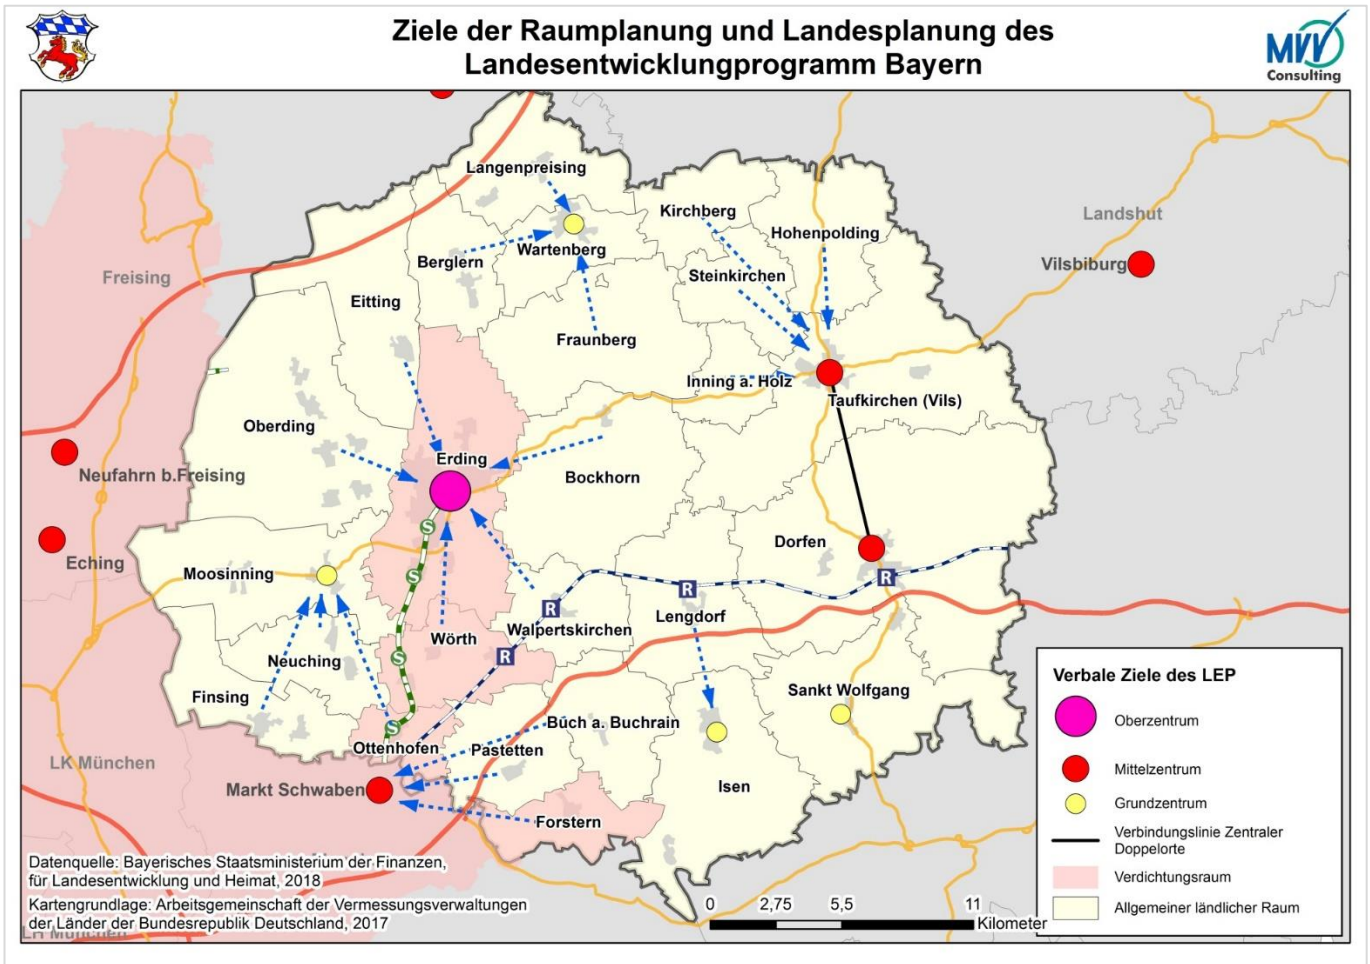 Ziele der Raumplanung und Landesplanung des
Landesentwicklungprogramm Bayern
MVV
Consulting
Langenpreising
Kirchberg
Landshut
Hohenpolding
Wartenberg
Berglern
Vilsbiburg
Freising
Steinkirchen
Eitting
Fraunberg
Inning a. Holz
Taufkirchen (Vils)
Oberding
Erding
Neufahrn b.Freising
Bockhorn
S
Dorfen
Eching
Moosinning
S
R
R
R
Lengdorf
Walpertskirchen
Wörth
S
R
Neuching
Finsing
Sankt Wolfgang
S
Buch a. Buchrain
Ottenhofen
Pastetten
LK München
Markt Schwaben
Isen
Forstern
Verbale Ziele des LEP
Oberzentrum
Mittelzentrum
Grundzentrum
Verbindungslinie Zentraler
Doppelorte
Verdichtungsraum
Allgemeiner ländlicher Raum
Datenquelle: Bayerisches Staatsministerium der Finanzen,
für Landesentwicklung und Heimat, 2018
Kartengrundlage: Arbeitsgemeinschaft der Vermessungsverwaltungen
der Länder der Bundesrepublik Deutschland, 2017
LH München
0 2,75 5,5 11
Kilometer